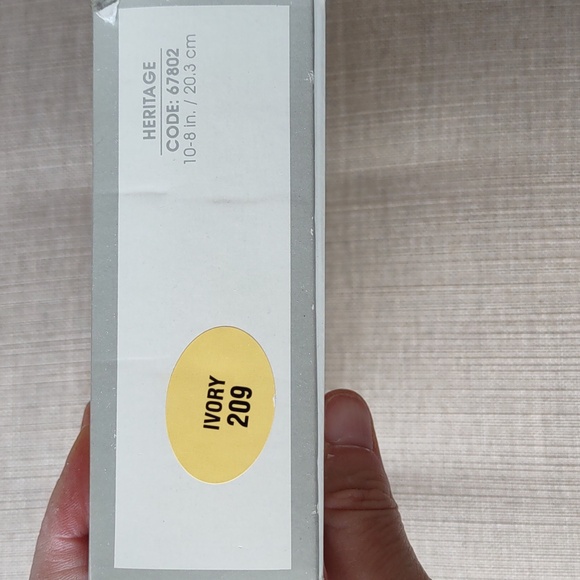 HERITAGE
CODE: 67802
10-8 in. / 20.3 cm
IVORY
209